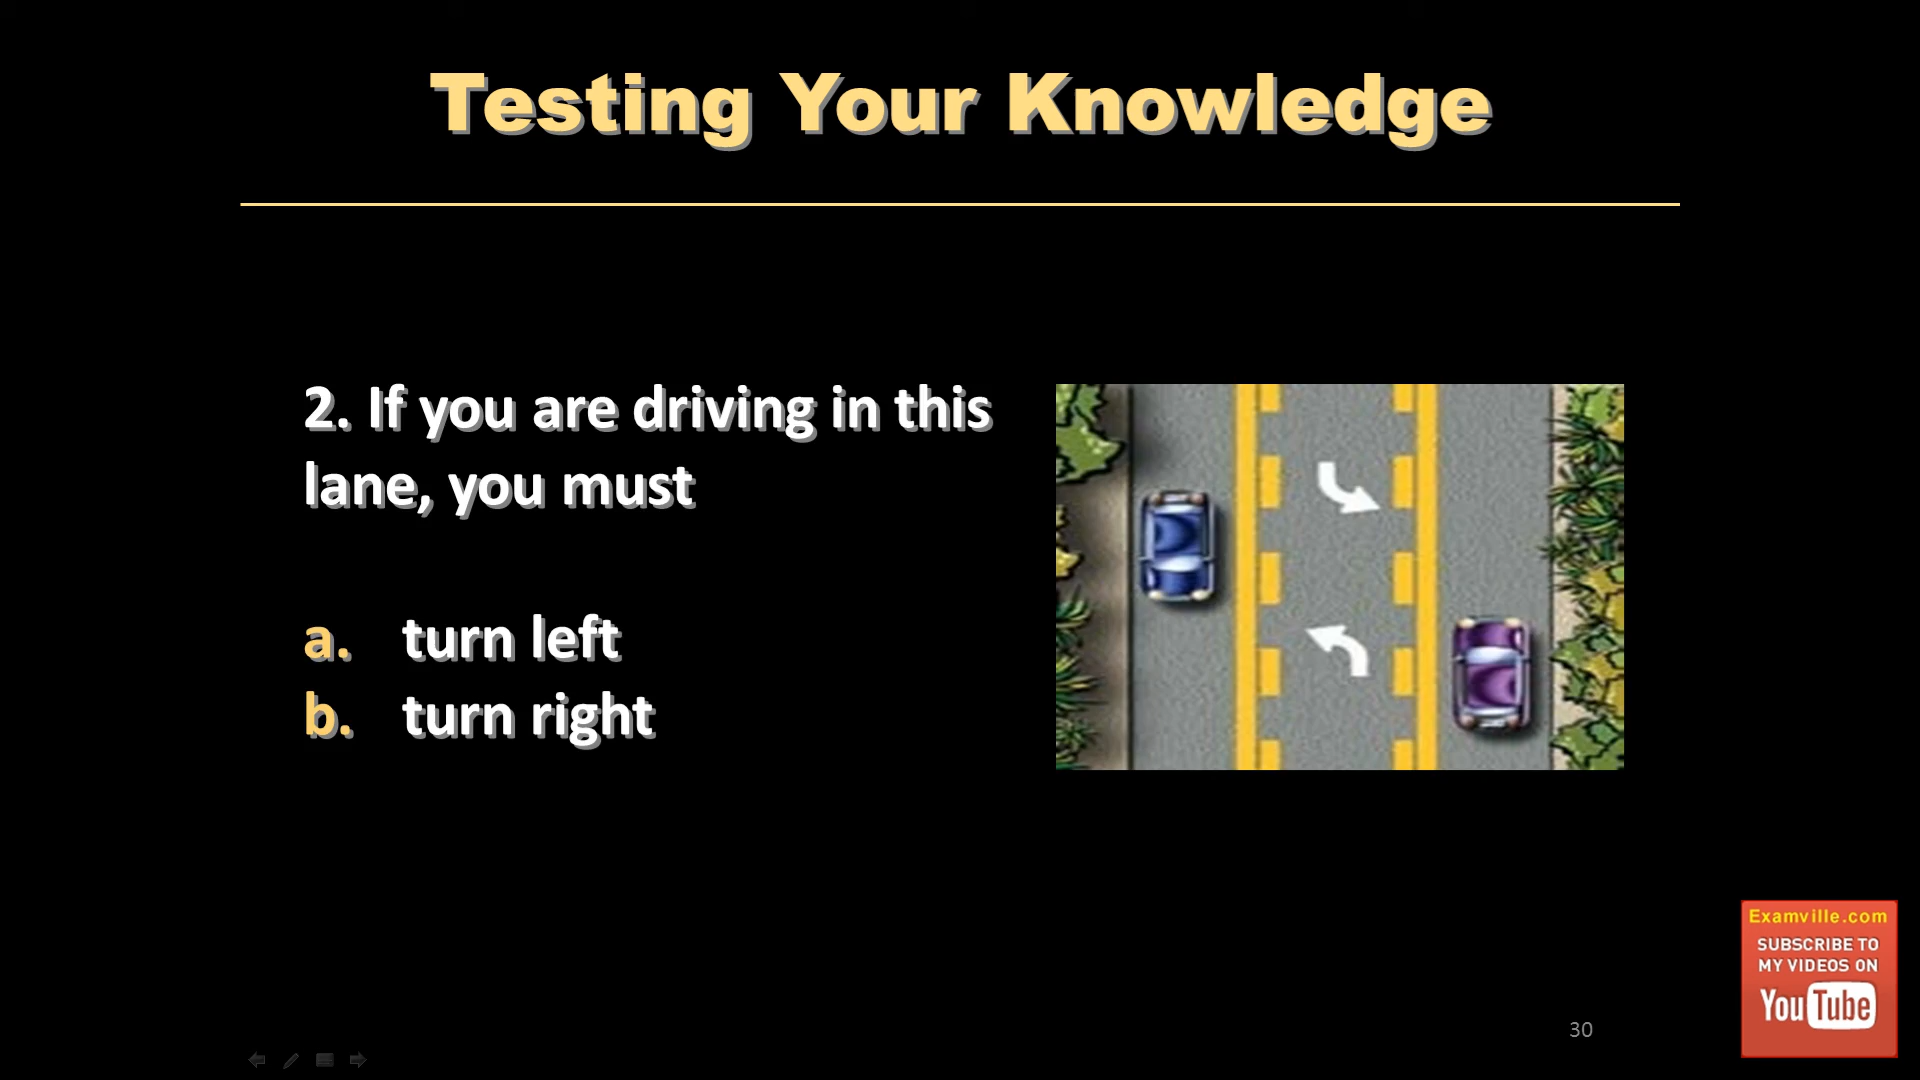 Testing Your Knowledge
2. If you are driving in this
lane, you must
a. turn left
b. turn right
Examville.com
SUBSCRIBE TO
MY VIDEOS ON
YouTube
30